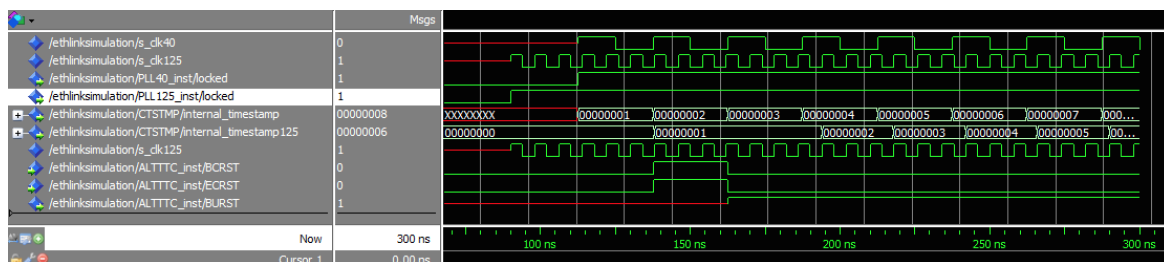 Msgs
/ethlinksimulation/s_clk40 0
/ethlinksimulation/s_clk125 1
/ethlinksimulation/PLL40_inst/locked 1
/ethlinksimulation/PLL125_inst/locked 1
/ethlinksimulation/CTSTMP/internal_timestamp 00000008 XXXXXXXX 00000001 00000002 00000003 00000004 00000005 00000006 00000007 000...
/ethlinksimulation/CTSTMP/internal_timestamp125 00000006 00000000 00000001 00000002 00000003 00000004 00000005 00...
/ethlinksimulation/s_clk125 1
/ethlinksimulation/ALTTTC_inst/BCRST 0
/ethlinksimulation/ALTTTC_inst/ECRST 0
/ethlinksimulation/ALTTTC_inst/BURST 1
Now 300 ns 100 ns 150 ns 200 ns 250 ns 300 ns
Cursor 1 0.00 ns